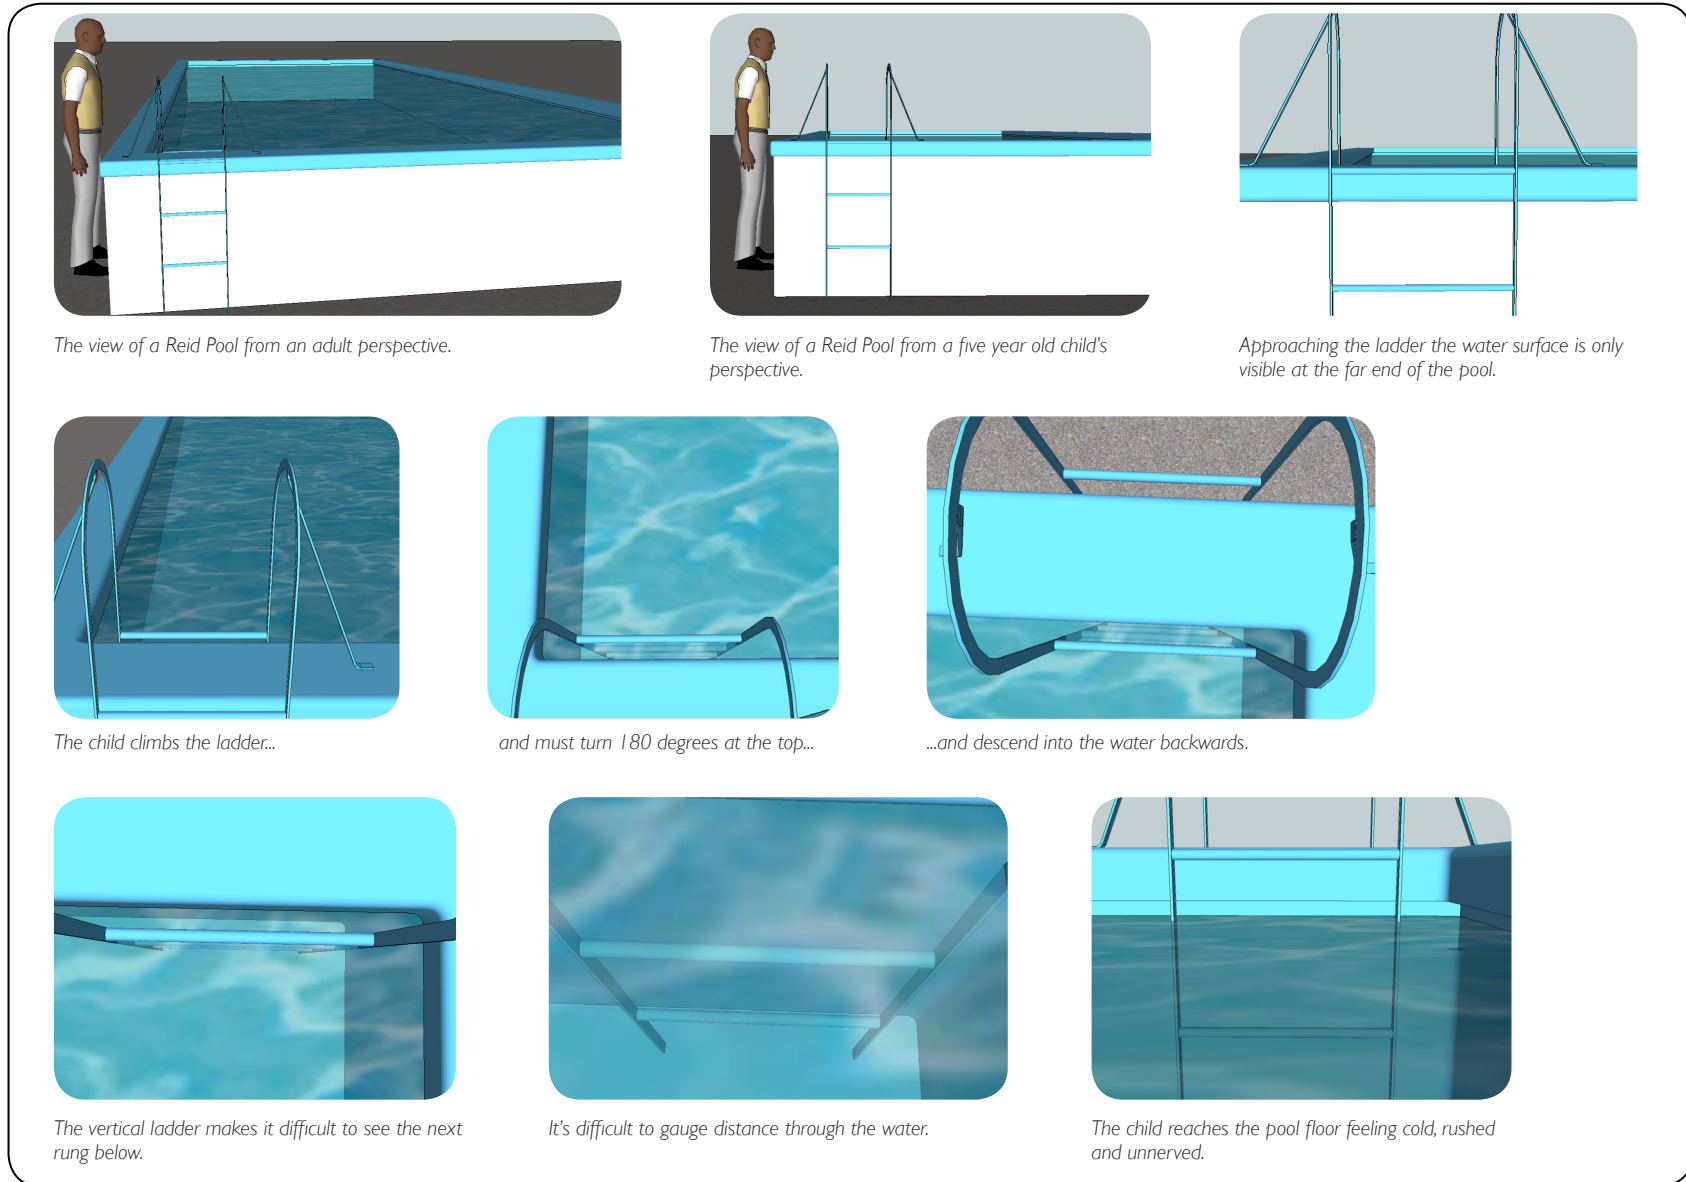 The view of a Reid Pool from an adult perspective.
The view of a Reid Pool from a five year old child's
perspective.
Approaching the ladder the water surface is only
visible at the far end of the pool.
The child climbs the ladder...
and must turn 180 degrees at the top...
...and descend into the water backwards.
The vertical ladder makes it difficult to see the next
rung below.
It's difficult to gauge distance through the water.
The child reaches the pool floor feeling cold, rushed
and unnerved.